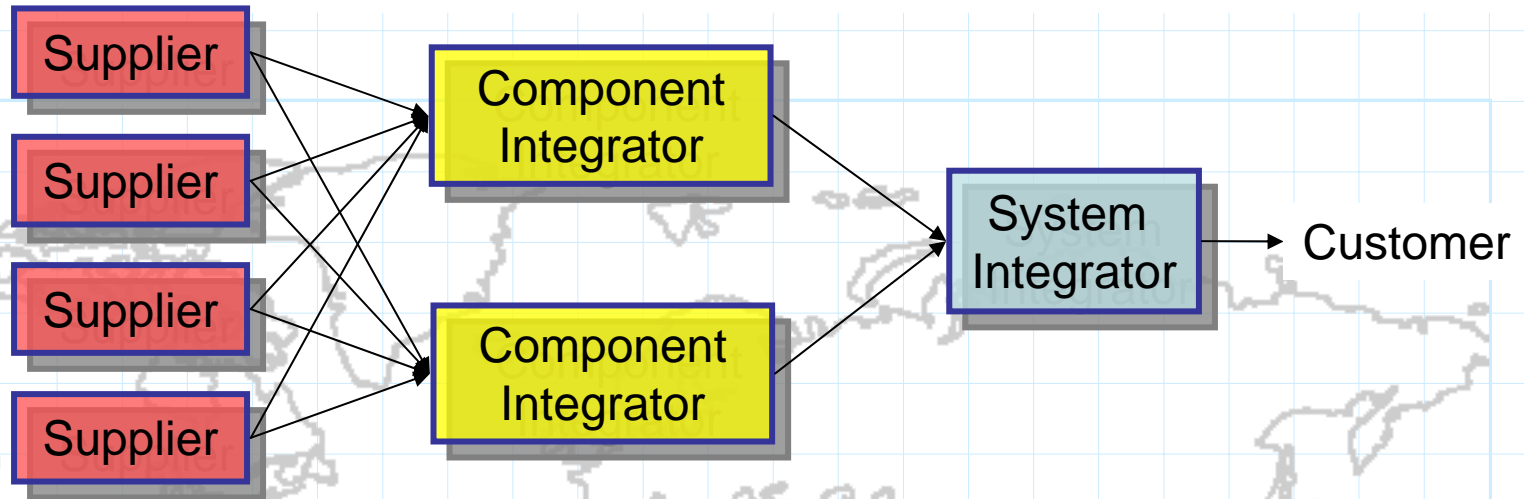 Supplier
Supplier
Supplier
Supplier
Component
Integrator
Component
Integrator
System
Integrator
Customer